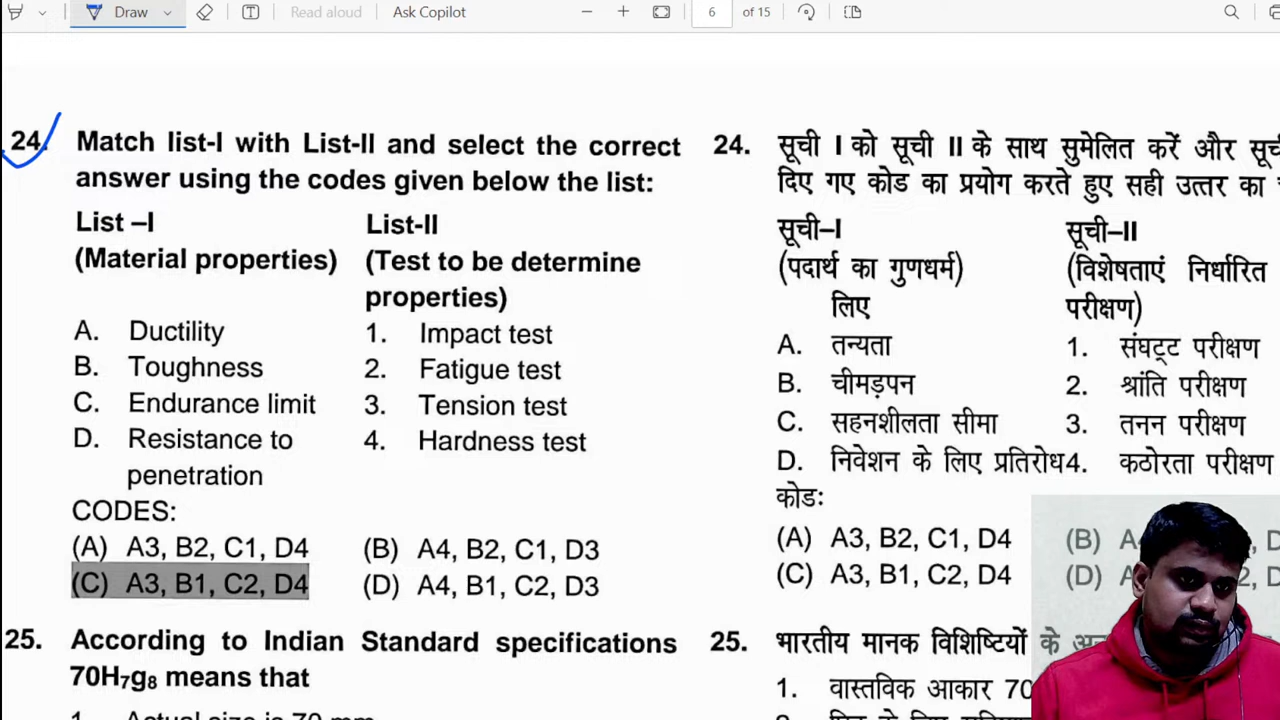 Draw
Read aloud
Ask Copilot
6
of 15
24. Match list-I with List-II and select the correct
answer using the codes given below the list:
List –I
List-II
(Material properties)
(Test to be determine
properties)
A. Ductility
1. Impact test
B. Toughness
2. Fatigue test
C. Endurance limit
3. Tension test
D. Resistance to
4. Hardness test
penetration
CODES:
(A) A3, B2, C1, D4
(B) A4, B2, C1, D3
(C) A3, B1, C2, D4
(D) A4, B1, C2, D3
25. According to Indian Standard specifications
70H7g8 means that
1. Actual size is 70 mm
24. सूची I को सूची II के साथ सुमेलित करें और
दिए गए कोड का प्रयोग करते हुए सही उत्तर का
सूची–I
सूची–II
(पदार्थ का गुणधर्म)
(विशेषताएं निर्धारित
लिए
परीक्षण)
A. तन्यता
1. संघट्ट परीक्षण
B. चीमड़पन
2. श्रांति परीक्षण
C. सहनशीलता सीमा
3. तनन परीक्षण
D. निवेशन के लिए प्रतिरोध
4. कठोरता परीक्षण
कोडः
(A) A3, B2, C1, D4
(B)
(C) A3, B1, C2, D4
(D)
25. भारतीय मानक विशिष्टियों के
1. वास्तविक आकार 70